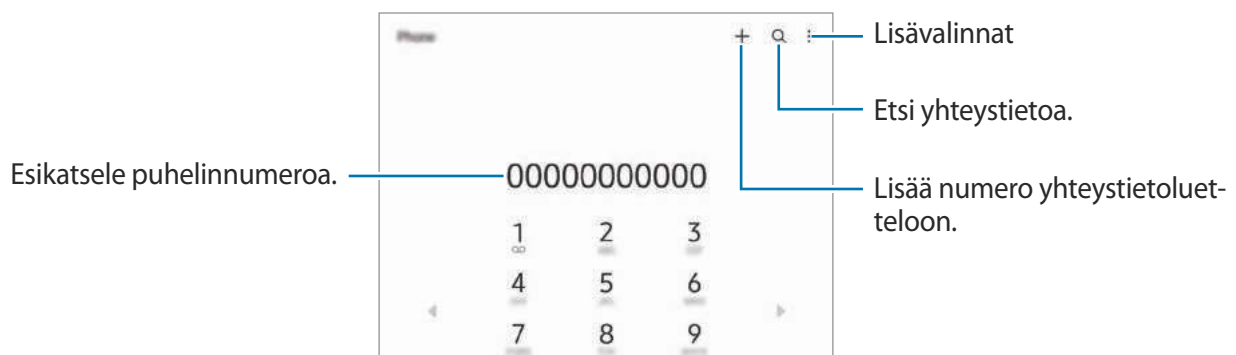 Phone
Lisävalinnat
Etsi yhteystietoa.
Esikatsele puhelinnumeroa.
00000000000
Lisää numero yhteystietoluet-
teloon.
1 2 3
4 5 6
7 8 9